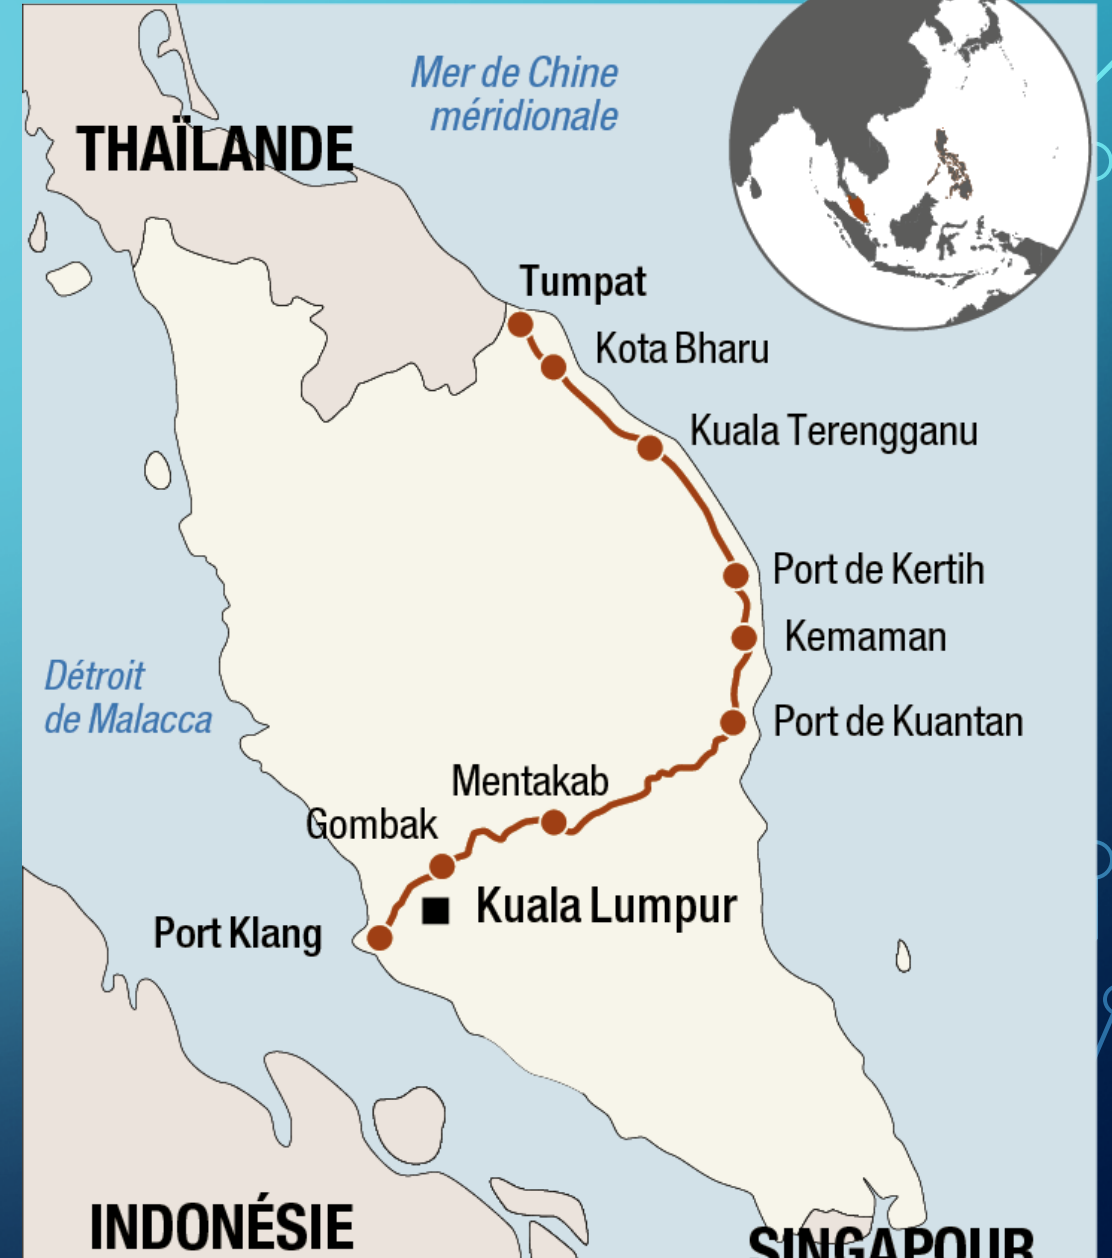 Mer de Chine
méridionale
THAÏLANDE
Tumpat
Kota Bharu
Kuala Terengganu
Port de Kertih
Kemaman
Détroit
de Malacca
Port de Kuantan
Mentakab
Gombak
Kuala Lumpur
Port Klang
INDONÉSIE
SINGAPOUR